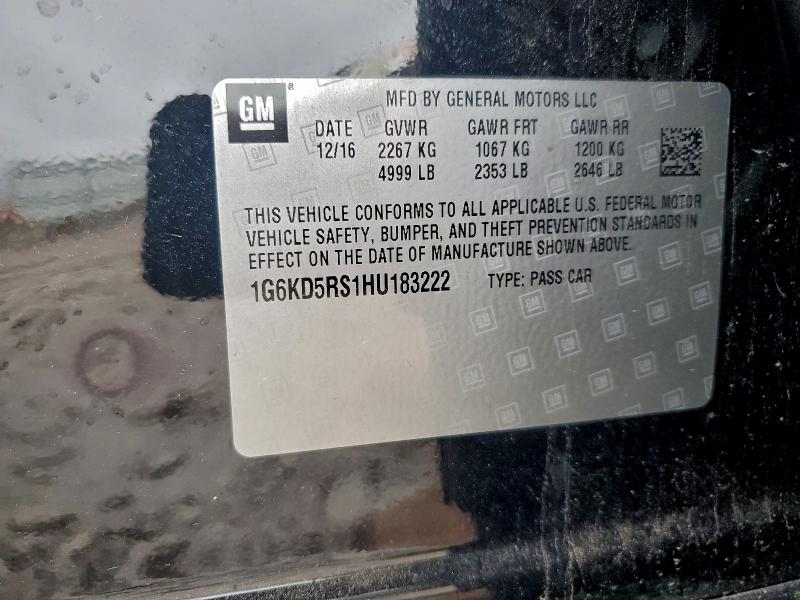 GM
MFD BY GENERAL MOTORS LLC
DATE GVWR GAWR FRT GAWR RR
12/16 2267 KG 1067 KG 1200 KG
4999 LB 2353 LB 2646 LB
THIS VEHICLE CONFORMS TO ALL APPLICABLE U.S. FEDERAL MOTOR
VEHICLE SAFETY, BUMPER, AND THEFT PREVENTION STANDARDS IN
EFFECT ON THE DATE OF MANUFACTURE SHOWN ABOVE.
1G6KD5RS1HU183222 TYPE: PASS CAR